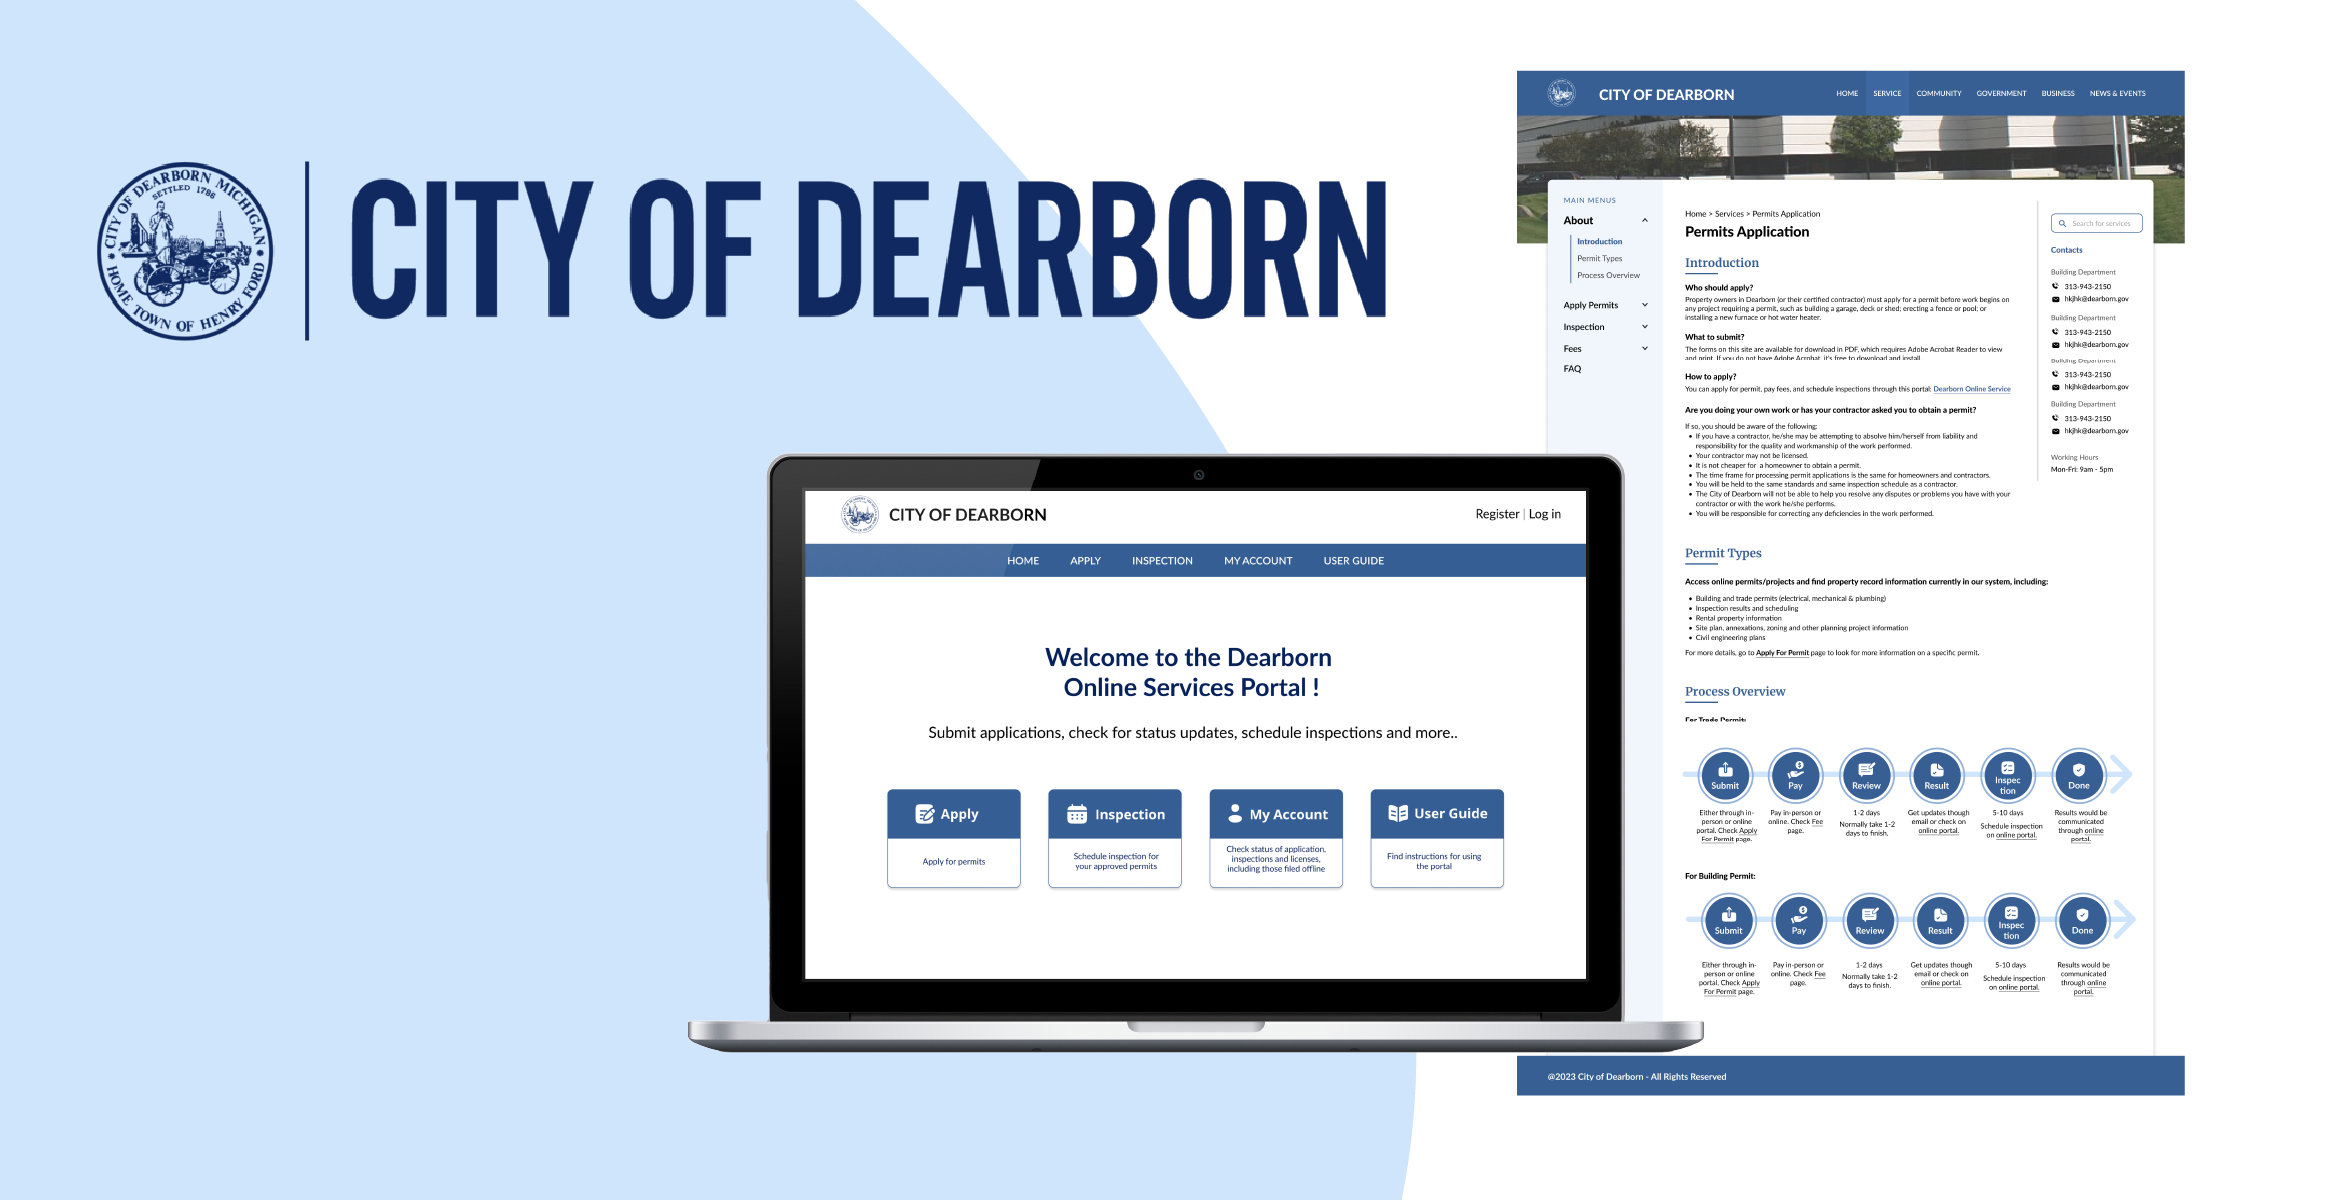 CITY OF DEARBORN MICHIGAN
SETTLED 1786
HOME TOWN OF HENRY FORD
CITY OF DEARBORN
CITY OF DEARBORN
Register | Log in
HOME APPLY INSPECTION MY ACCOUNT USER GUIDE
Welcome to the Dearborn
Online Services Portal !
Submit applications, check for status updates, schedule inspections and more..
Apply
Apply for permits
Inspection
Schedule inspection for
your approved permits
My Account
Check status of application,
inspections and licenses,
including those filed offline
User Guide
Find instructions for using
the portal
CITY OF DEARBORN
HOME SERVICE COMMUNITY GOVERNMENT BUSINESS NEWS & EVENTS
MAIN MENUS
About
Introduction
Permit Types
Process Overview
Apply Permits
Inspection
Fees
FAQ
Home > Services > Permits Application
Permits Application
Introduction
Who should apply?
Property owners in Dearborn (or their certified contractor) must apply for a permit before work begins on
any project requiring a permit, such as building a garage, deck or shed; erecting a fence or pool; or
installing a new furnace or hot water heater.
What to submit?
The forms on this site are available for download in PDF, which requires Adobe Acrobat Reader to view
and print. If you do not have Adobe Acrobat, it's free to download and install.
How to apply?
You can apply for permit, pay fees, and schedule inspections through this portal: Dearborn Online Service
Are you doing your own work or has your contractor asked you to obtain a permit?
If so, you should be aware of the following:
• If you have a contractor, he/she may be attempting to absolve him/herself from liability and
responsibility for the quality and workmanship of the work performed.
• Your contractor may not be licensed.
• It is not cheaper for a homeowner to obtain a permit.
• The time frame for processing permit applications is the same for homeowners and contractors.
• You will be held to the same standards and same inspection schedule as a contractor.
• The City of Dearborn will not be able to help you resolve any disputes or problems you have with your
contractor or with the work he/she performs.
• You will be responsible for correcting any deficiencies in the work performed.
Permit Types
Access online permits/projects and find property record information currently in our system, including:
• Building and trade permits (electrical, mechanical & plumbing)
• Inspection results and scheduling
• Rental property information
• Site plan, annexations, zoning and other planning project information
• Civil engineering plans
For more details, go to Apply For Permit page to look for more information on a specific permit.
Process Overview
For Trade Permit:
Submit
Either through in-
person or online
portal. Check Apply
For Permit page.
Pay
Pay in-person or
online. Check Fee
page.
Review
1-2 days
Normally take 1-2
days to finish.
Result
Get updates though
email or check on
online portal.
Inspec
tion
5-10 days
Schedule inspection
on online portal.
Done
Results would be
communicated
through online
portal.
For Building Permit:
Submit
Either through in-
person or online
portal. Check Apply
For Permit page.
Pay
Pay in-person or
online. Check Fee
page.
Review
1-2 days
Normally take 1-2
days to finish.
Result
Get updates though
email or check on
online portal.
Inspec
tion
5-10 days
Schedule inspection
on online portal.
Done
Results would be
communicated
through online
portal.
Search for services
Contacts
Building Department
313-943-2150
hkjhk@dearborn.gov
Building Department
313-943-2150
hkjhk@dearborn.gov
Building Department
313-943-2150
hkjhk@dearborn.gov
Building Department
313-943-2150
hkjhk@dearborn.gov
Working Hours
Mon-Fri: 9am - 5pm
@2023 City of Dearborn - All Rights Reserved